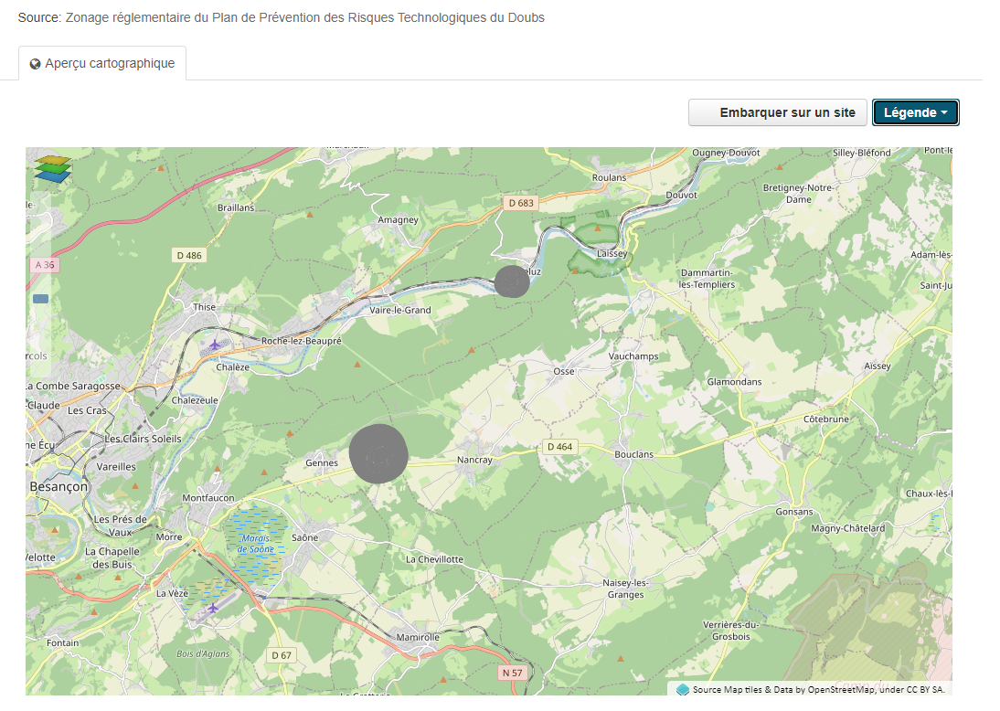 Source: Zonage réglementaire du Plan de Prévention des Risques Technologiques du Doubs
Aperçu cartographique
Embarquer sur un site
Légende
Ougney-Douvot
Silley-Bléfond
Roulans
Bretigney-Notre-
Dame
Douvot
D 683
Braillans
Amagney
D 486
Laissey
Adam-lès-
A 36
eluz
Dammartin-
les-Templiers
Saint-Ju
Thise
Vaire-le-Grand
Roche-lez-Beaupré
rcols
Vauchamps
Chalèze
Osse
Aïssey
a Combe Saragosse
Glamondans
Claude
Les Cras
Chalezeule
Côtebrune
Les Clairs Soleils
ne Écu
D 464
Bouclans
Gennes
Nancray
Vareilles
Besançon
Chaux-lès-
Montfaucon
Gonsans
Les Prés de
Vaux
Magny-Châtelard
Morre
Marais
de Saône
Saône
Velotte
La Chapelle
des Buis
La Chevillotte
Naisey-les-
Granges
La Vèze
Verrières-du-
Grosbois
Mamirolle
Fontain
Bois d'Aglans
D 67
N 57
Source Map tiles & Data by OpenStreetMap, under CC BY SA.